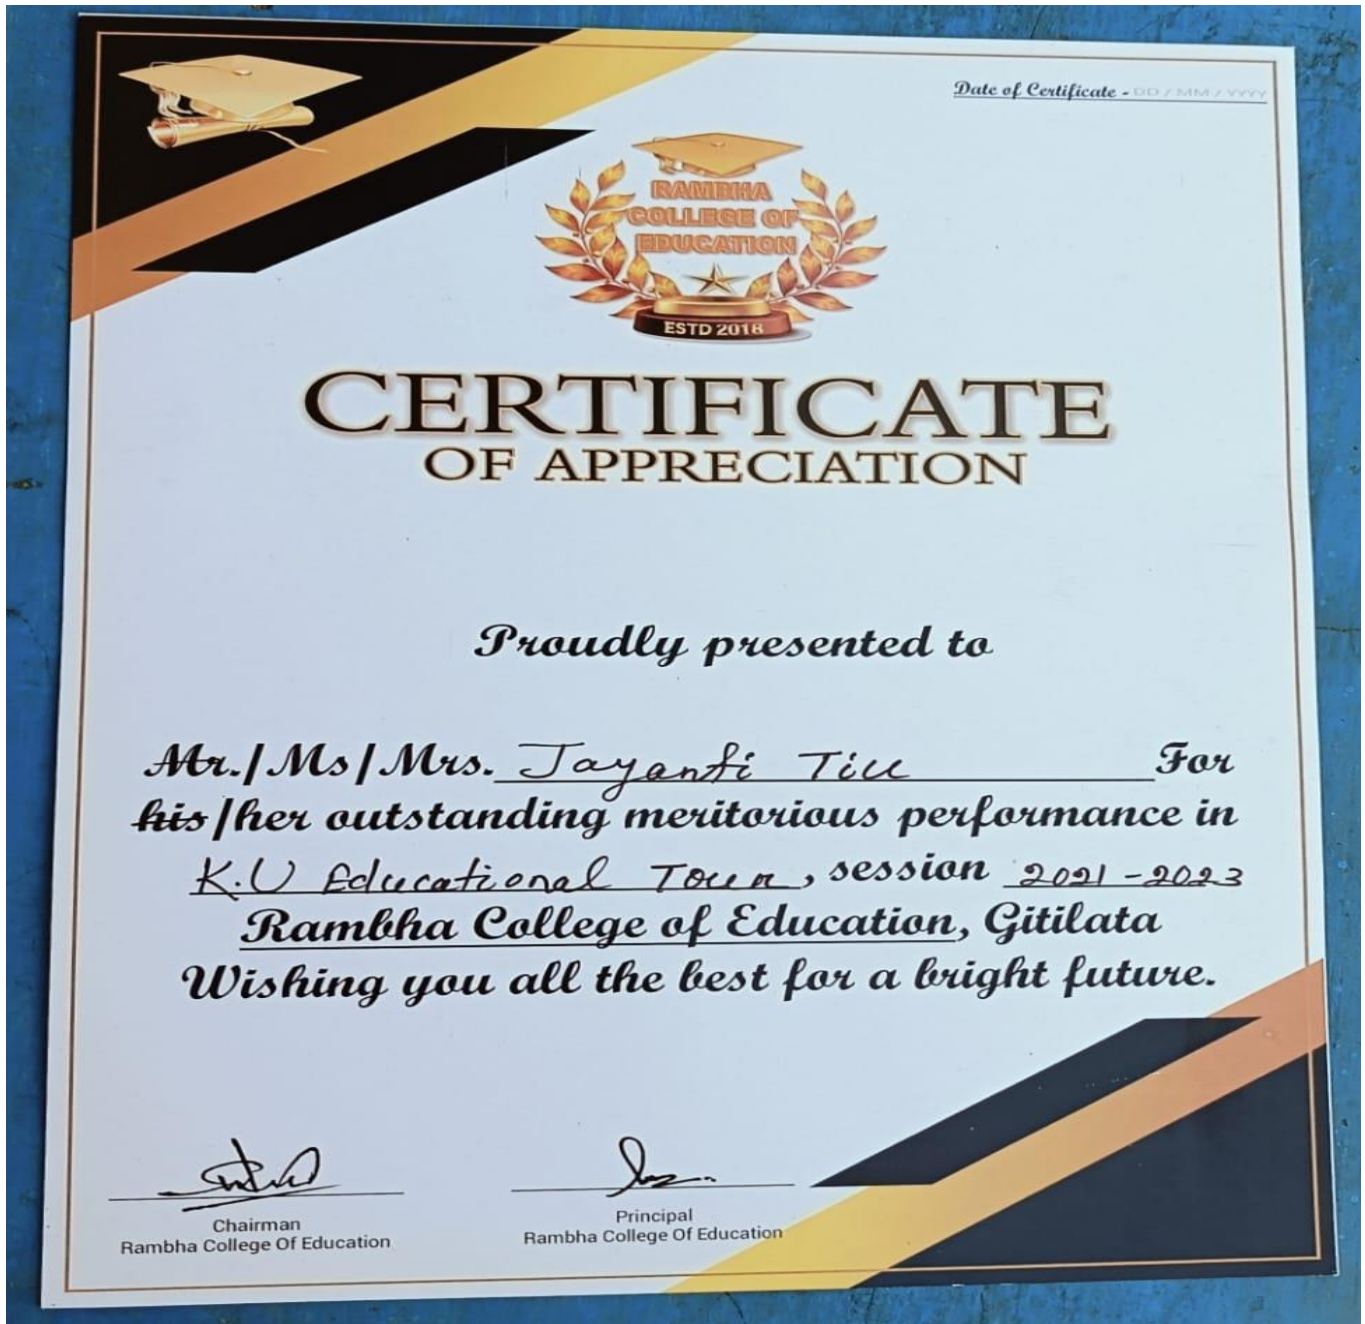 Date of Certificate - DD / MM / YYYY
RAMBHA
COLLEGE OF
EDUCATION
ESTD 2018
CERTIFICATE
OF APPRECIATION
Proudly presented to
Mr./Ms/Mrs. Jayanti For
his/her outstanding meritorious performance in
K.U Educational Tour, session 2021-2023
Rambha College of Education, Gitilata
Wishing you all the best for a bright future.
Chairman
Rambha College Of Education
Principal
Rambha College Of Education